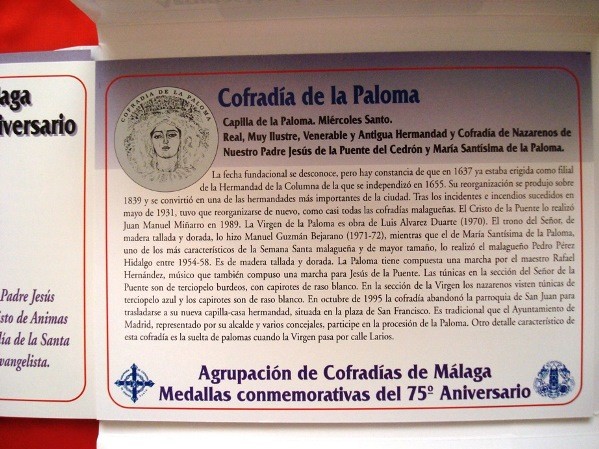 laga
iversario
Padre Jesús
isto de Animas
día de la Santa
vangelista.
COFRADIA DE LA PALOMA
Cofradía de la Paloma
Capilla de la Paloma. Miércoles Santo.
Real, Muy Ilustre, Venerable y Antigua Hermandad y Cofradía de Nazarenos de
Nuestro Padre Jesús de la Puente del Cedrón y María Santísima de la Paloma.
La fecha fundacional se desconoce, pero hay constancia de que en 1637 ya estaba erigida como filial
de la Hermandad de la Columna de la que se independizó en 1655. Su reorganización se produjo sobre
1839 y se convirtió en una de las hermandades más importantes de la ciudad. Tras los incidentes e incendios sucedidos en
mayo de 1931, tuvo que reorganizarse de nuevo, como casi todas las cofradías malagueñas. El Cristo de la Puente lo realizó
Juan Manuel Miñarro en 1989. La Virgen de la Paloma es obra de Luis Álvarez Duarte (1970). El trono del Señor, de
madera tallada y dorada, lo hizo Manuel Guzmán Bejarano (1971-72), mientras que el de María Santísima de la Paloma,
uno de los más característicos de la Semana Santa malagueña y de mayor tamaño, lo realizó el malagueño Pedro Pérez
Hidalgo entre 1954-58. Es de madera tallada y dorada. La Paloma tiene compuesta una marcha por el maestro Rafael
Hernández, músico que también compuso una marcha para Jesús de la Puente. Las túnicas en la sección del Señor de la
Puente son de terciopelo burdeos, con capirotes de raso blanco. En la sección de la Virgen los nazarenos visten túnicas de
terciopelo azul y los capirotes son de raso blanco. En octubre de 1995 la cofradía abandonó la parroquia de San Juan para
trasladarse a su nueva capilla-casa hermandad, situada en la plaza de San Francisco. Es tradicional que el Ayuntamiento de
Madrid, representado por su alcalde y varios concejales, participe en la procesión de la Paloma. Otro detalle característico de
esta cofradía es la suelta de palomas cuando la Virgen pasa por calle Larios.
Agrupación de Cofradías de Málaga
Medallas conmemorativas del 75º Aniversario